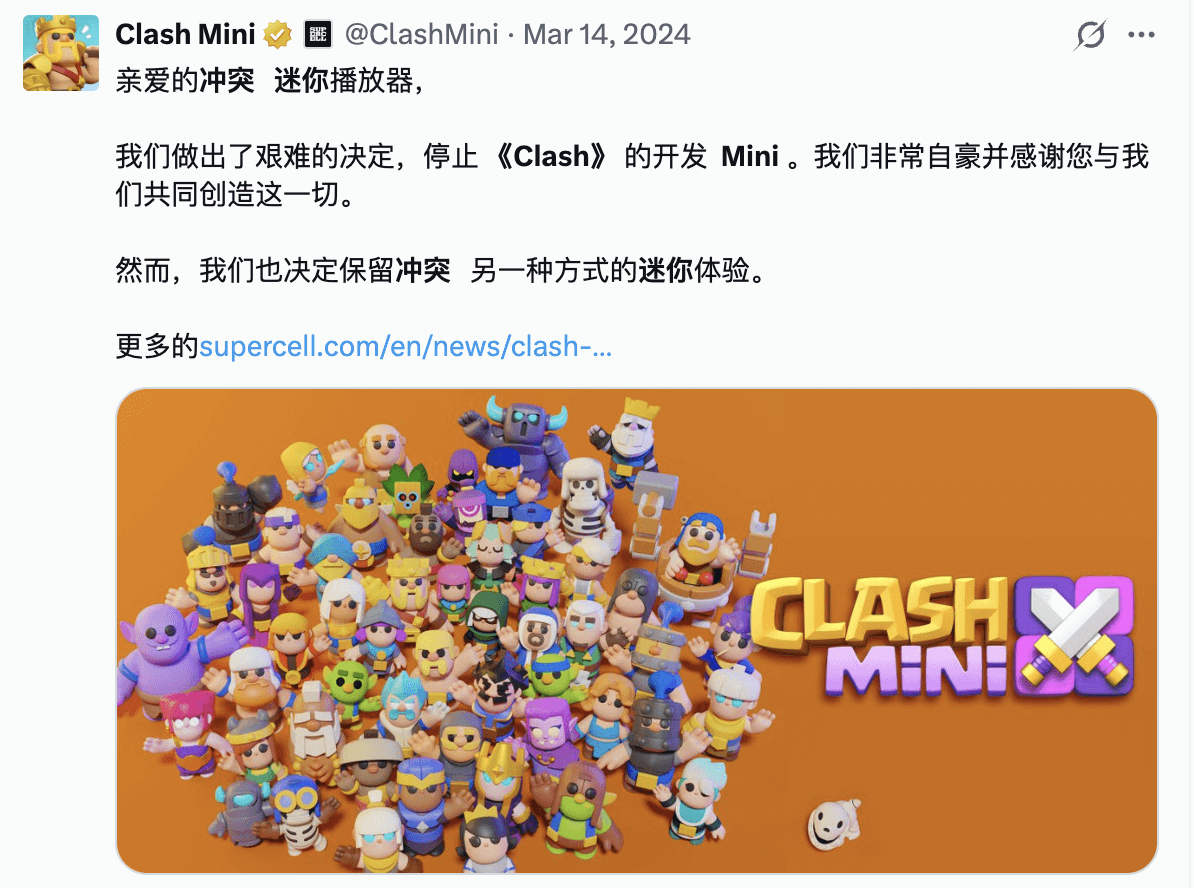 Clash Mini @ClashMini · Mar 14, 2024
亲爱的冲突 迷你播放器，
我们做出了艰难的决定，停止 《Clash》 的开发 Mini 。我们非常自豪并感谢您与我
们共同创造这一切。
然而，我们也决定保留冲突 另一种方式的迷你体验。
更多的supercell.com/en/news/clash-...
CLASH
MINI